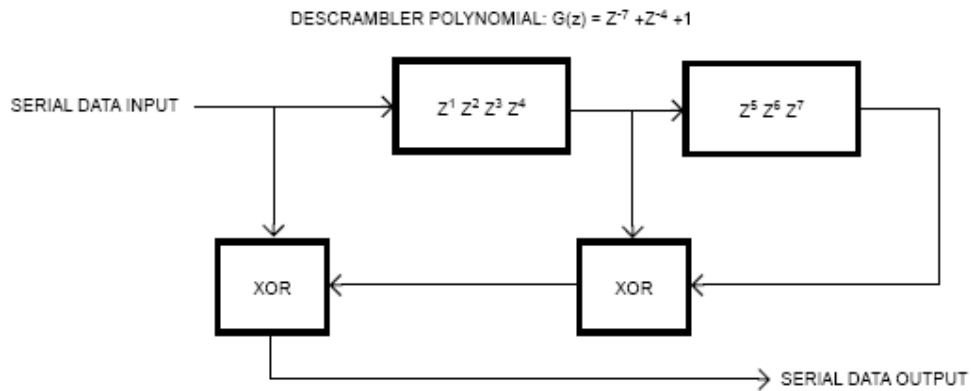 DESCRAMBLER POLYNOMIAL: G(z) = Z⁻⁷ +Z⁻⁴ +1
SERIAL DATA INPUT
Z¹ Z² Z³ Z⁴
Z⁵ Z⁶ Z⁷
XOR
XOR
SERIAL DATA OUTPUT